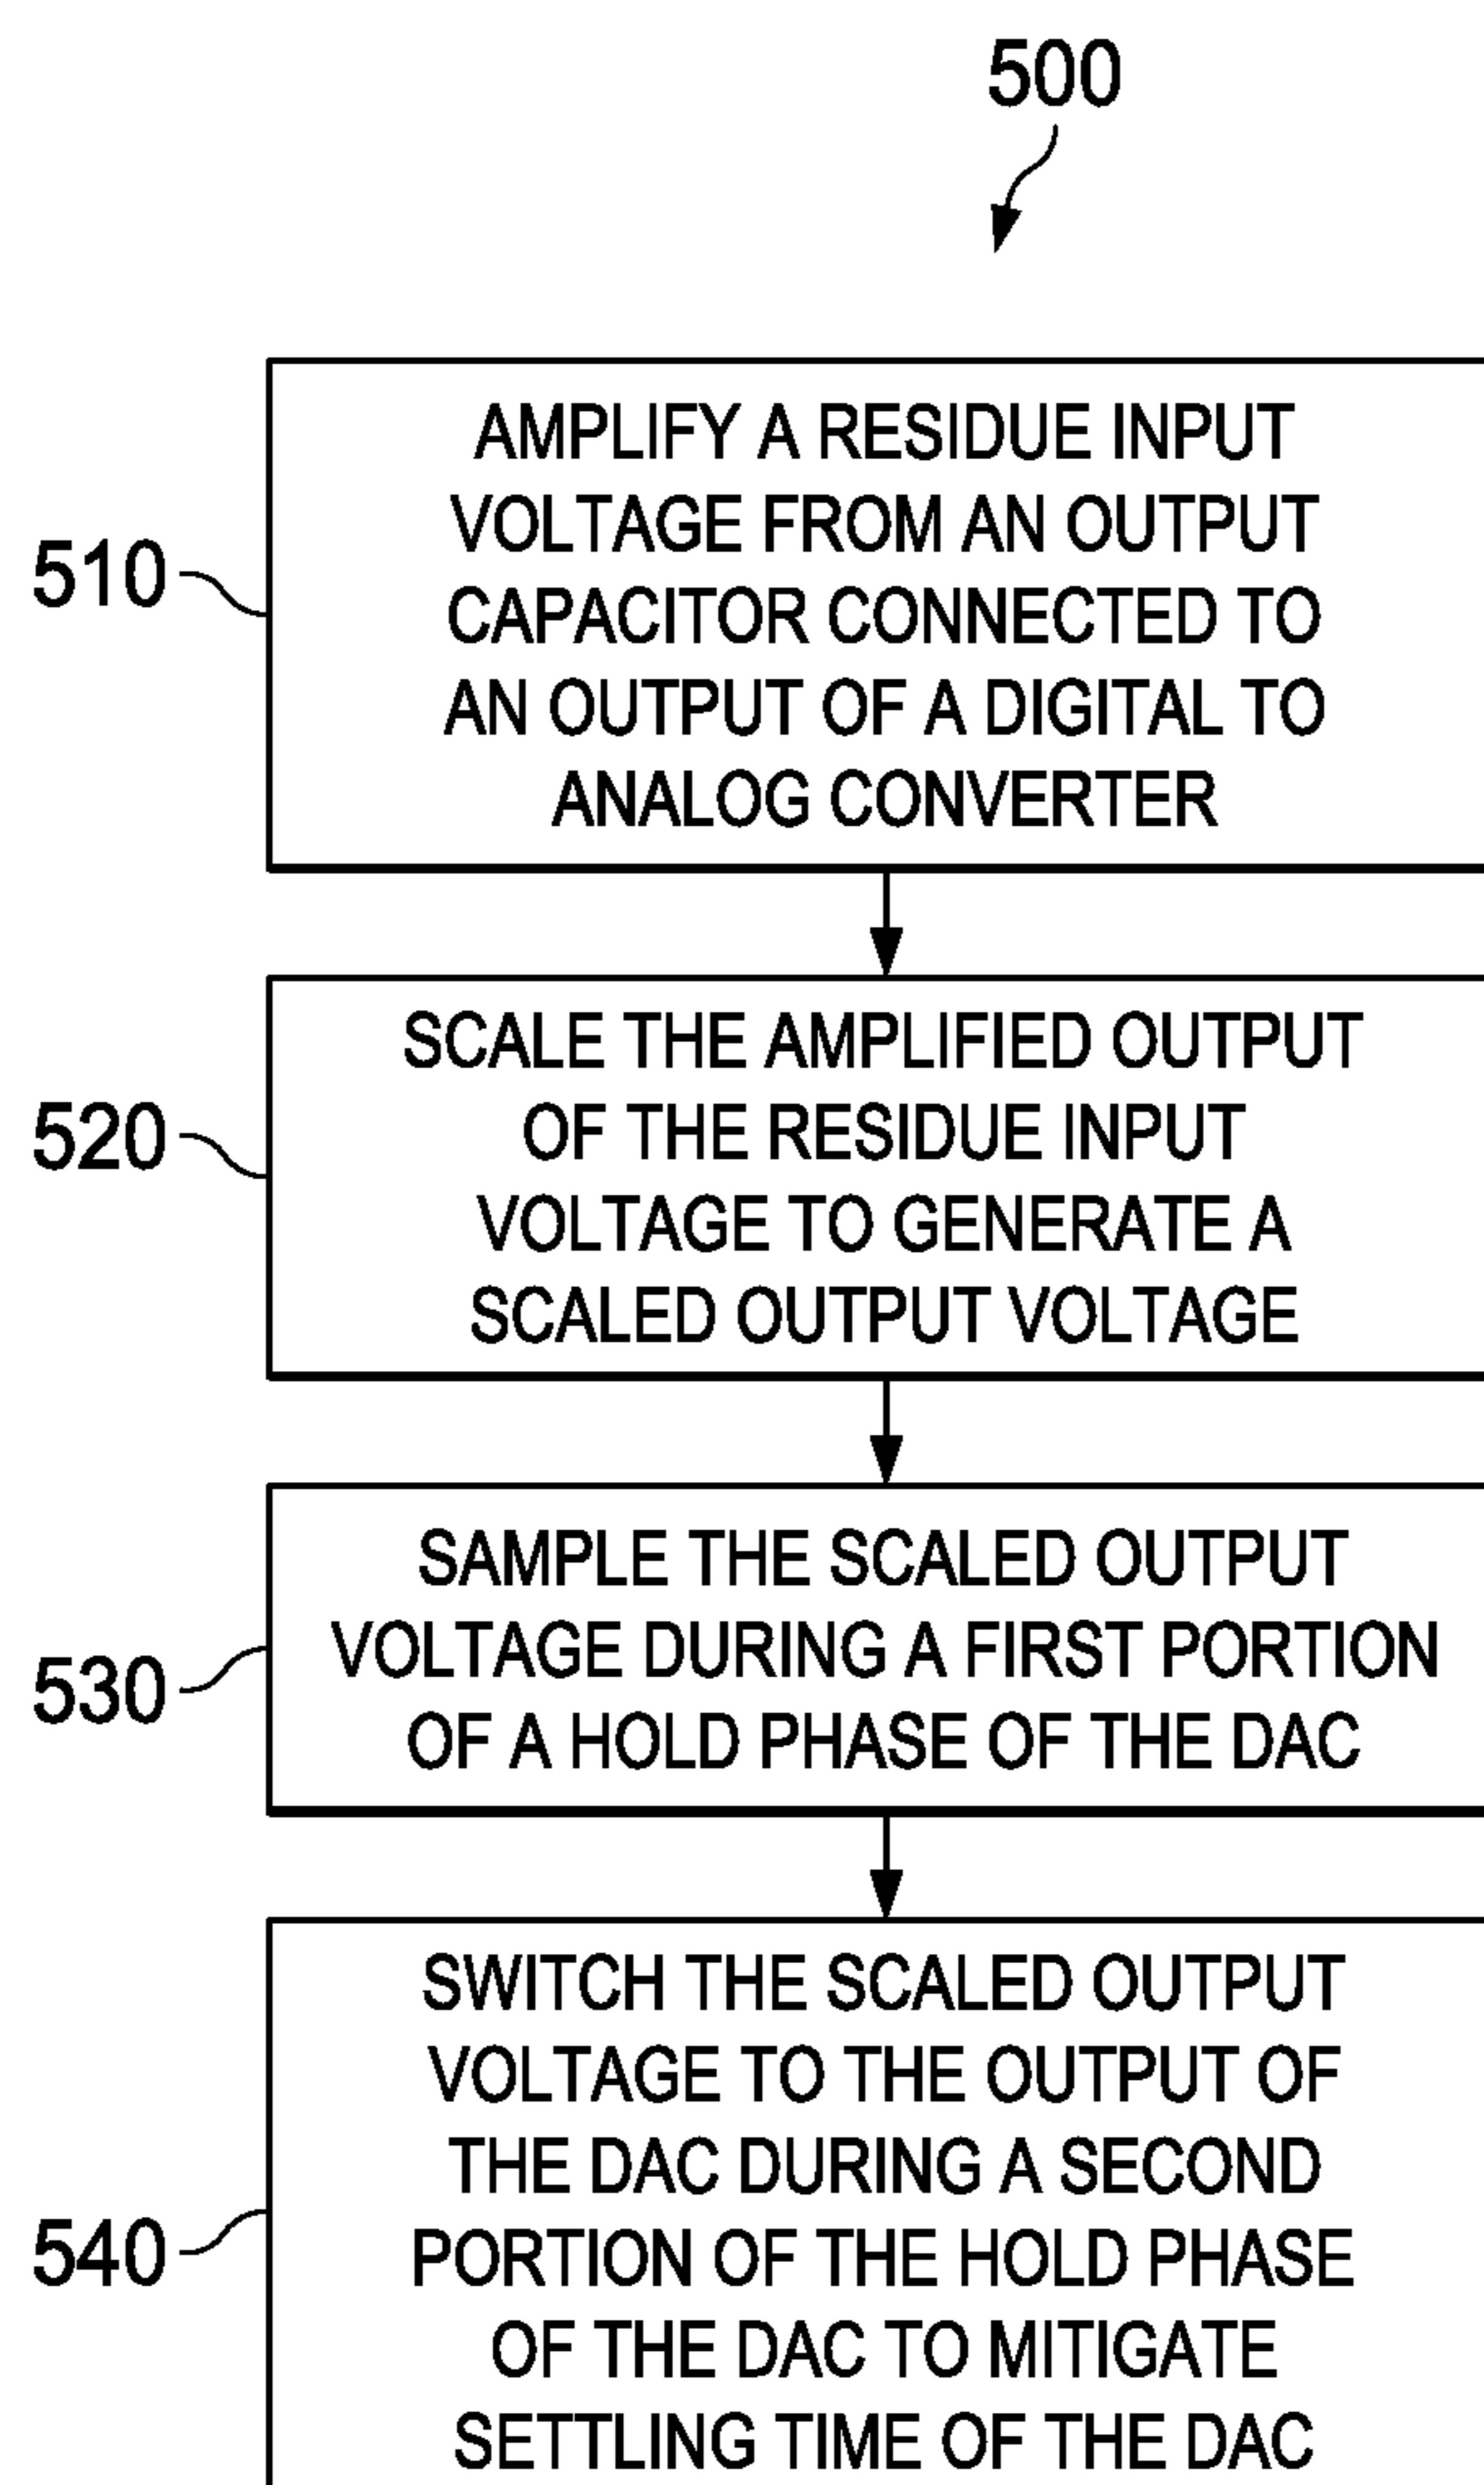 500
510
AMPLIFY A RESIDUE INPUT
VOLTAGE FROM AN OUTPUT
CAPACITOR CONNECTED TO
AN OUTPUT OF A DIGITAL TO
ANALOG CONVERTER
520
SCALE THE AMPLIFIED OUTPUT
OF THE RESIDUE INPUT
VOLTAGE TO GENERATE A
SCALED OUTPUT VOLTAGE
530
SAMPLE THE SCALED OUTPUT
VOLTAGE DURING A FIRST PORTION
OF A HOLD PHASE OF THE DAC
540
SWITCH THE SCALED OUTPUT
VOLTAGE TO THE OUTPUT OF
THE DAC DURING A SECOND
PORTION OF THE HOLD PHASE
OF THE DAC TO MITIGATE
SETTLING TIME OF THE DAC